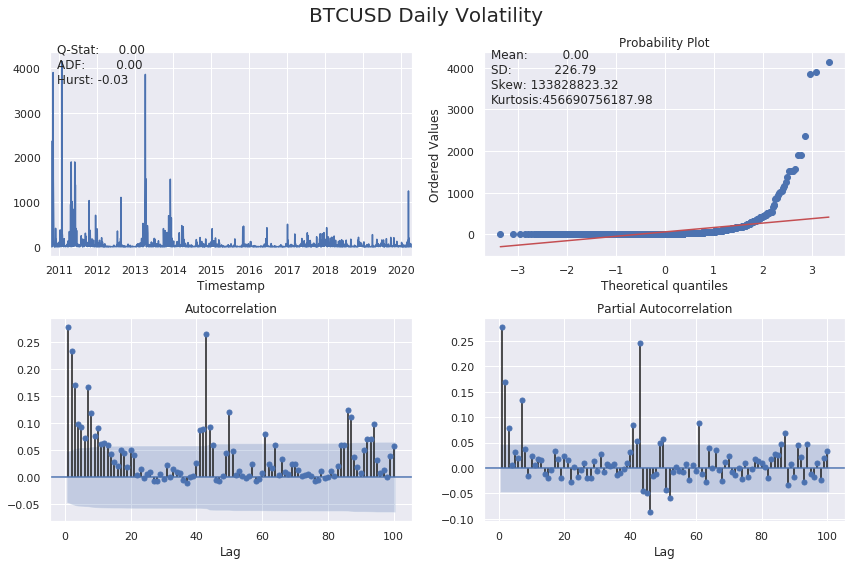 BTCUSD Daily Volatility
Q-Stat: 0.00
ADF: 0.00
Hurst: -0.03
4000
3000
2000
1000
0
2011 2012 2013 2014 2015 2016 2017 2018 2019 2020
Timestamp
Probability Plot
Mean: 0.00
SD: 226.79
Skew: 133828823.32
Kurtosis:456690756187.98
Ordered Values
4000
3000
2000
1000
0
−3 −2 −1 0 1 2 3
Theoretical quantiles
Autocorrelation
0.25
0.20
0.15
0.10
0.05
0.00
−0.05
0 20 40 60 80 100
Lag
Partial Autocorrelation
0.25
0.20
0.15
0.10
0.05
0.00
−0.05
−0.10
0 20 40 60 80 100
Lag